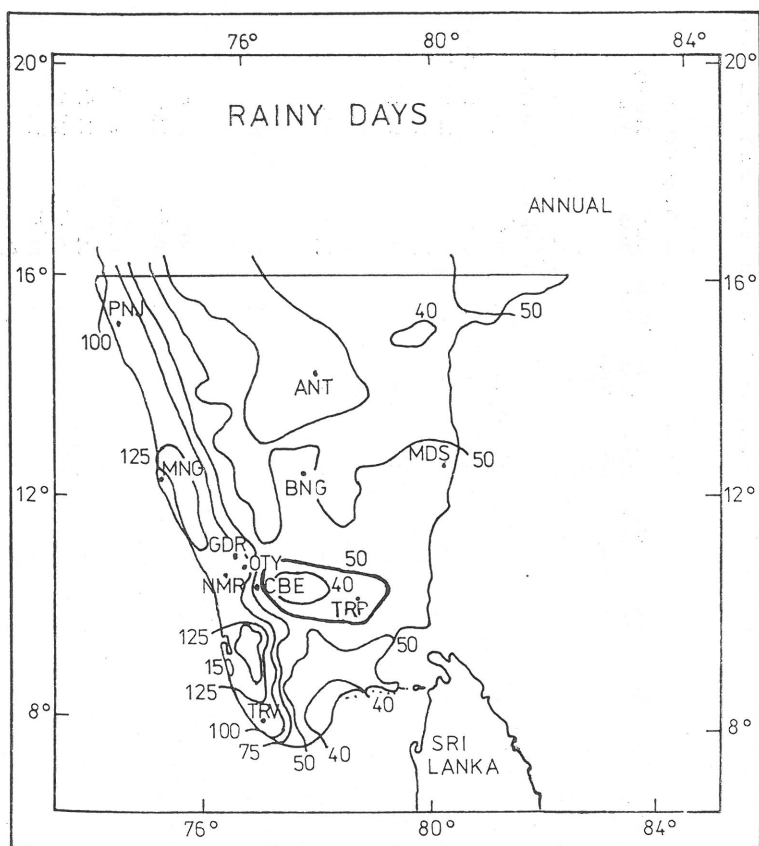 76° 80° 84°
20° 20°
RAINY DAYS
ANNUAL
16° 16°
PNJ 40 50
100
ANT
125 MNG MDS 50
BNG
12° 12°
GDR 50
OTY
NMR CBE 40
TRP
125 50
150
125
TRV 40
8° 8°
100
75 50 40
SRI
LANKA
76° 80° 84°